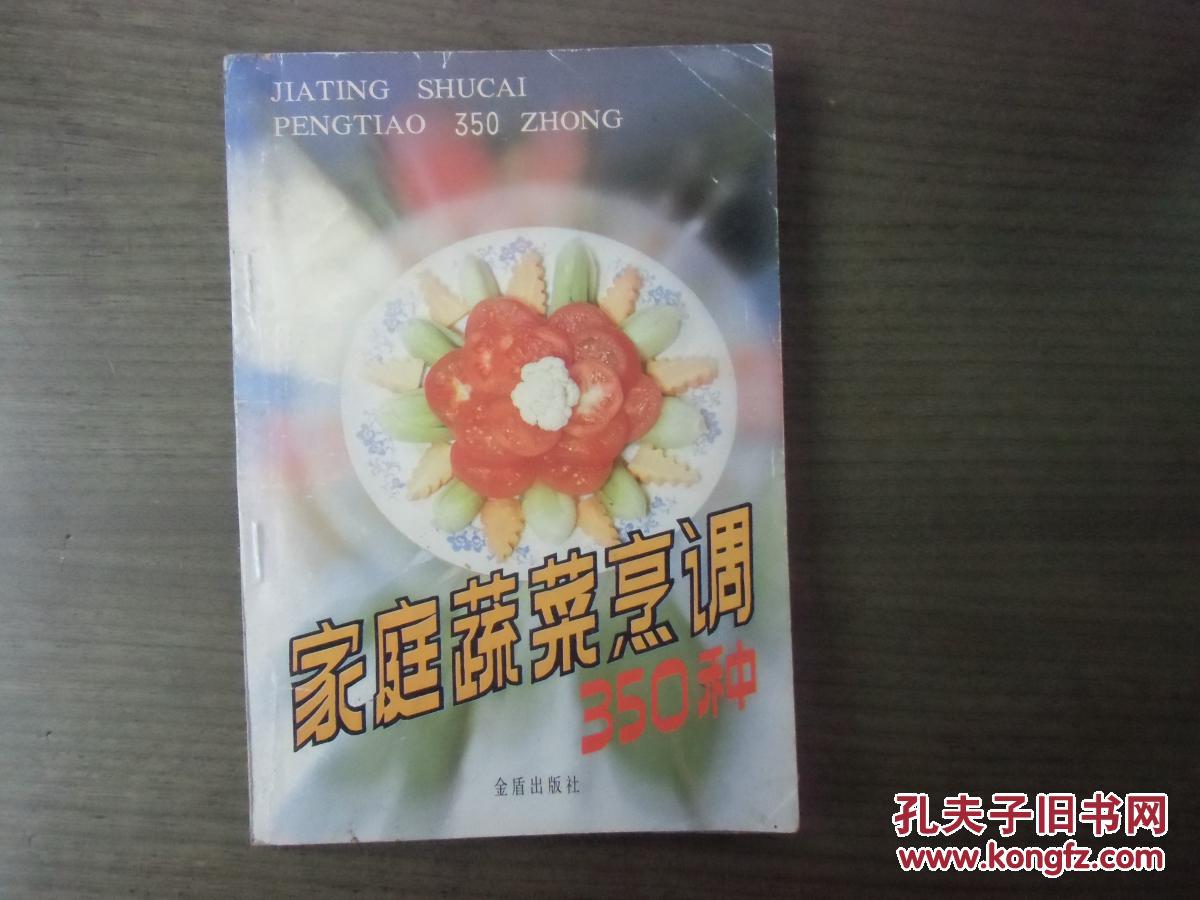 JIATING SHUCAI
PENGTIAO 350 ZHONG
家庭蔬菜烹调
350种
金盾出版社
孔夫子旧书网
www.kongfz.com